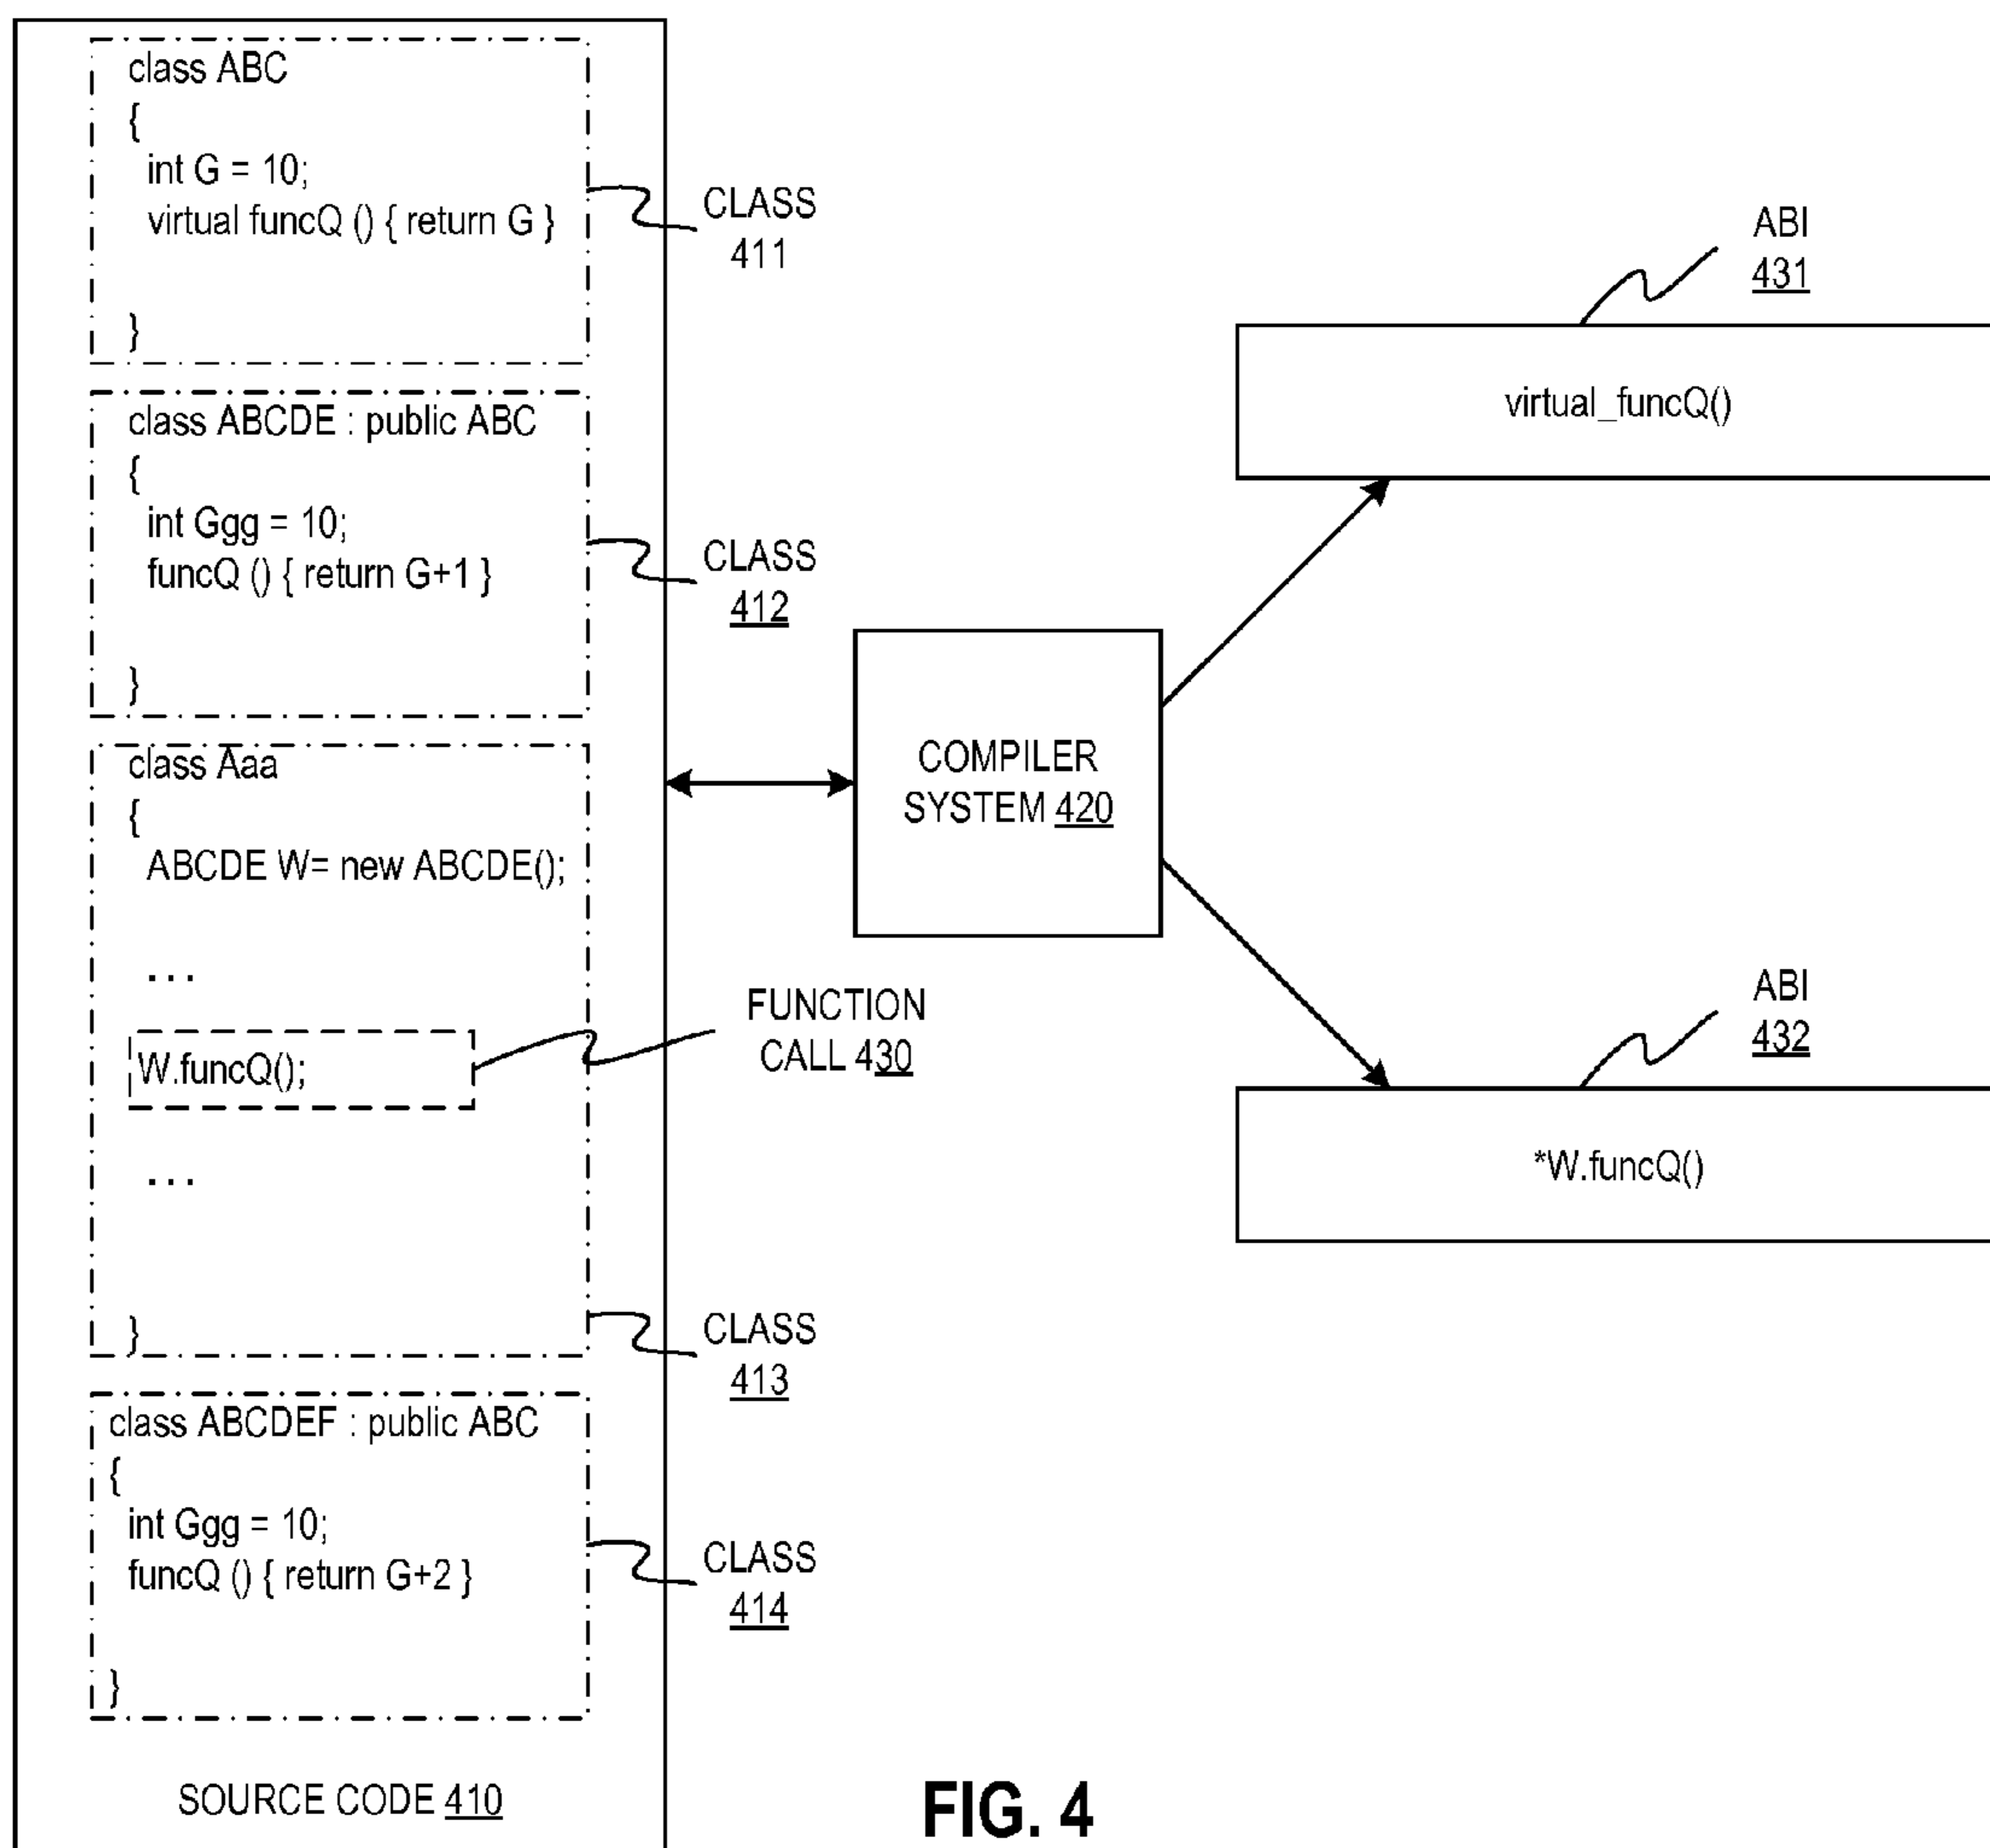 class ABC
{
int G = 10;
virtual funcQ () { return G }
}
CLASS
411
class ABCDE : public ABC
{
int Ggg = 10;
funcQ () { return G+1 }
}
CLASS
412
class Aaa
{
ABCDE W= new ABCDE();
...
W.funcQ();
...
}
FUNCTION
CALL 430
CLASS
413
class ABCDEF : public ABC
{
int Ggg = 10;
funcQ () { return G+2 }
}
CLASS
414
SOURCE CODE 410
COMPILER
SYSTEM 420
ABI
431
virtual_funcQ()
ABI
432
*W.funcQ()
FIG. 4